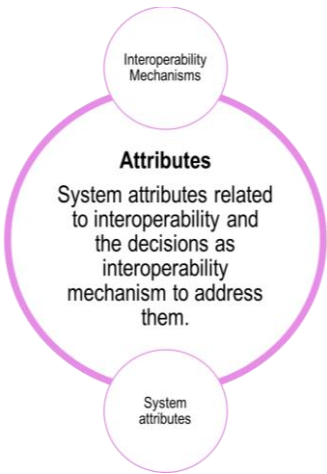 Interoperability
Mechanisms
Attributes
System attributes related
to interoperability and
the decisions as
interoperability
mechanism to address
them.
System
attributes